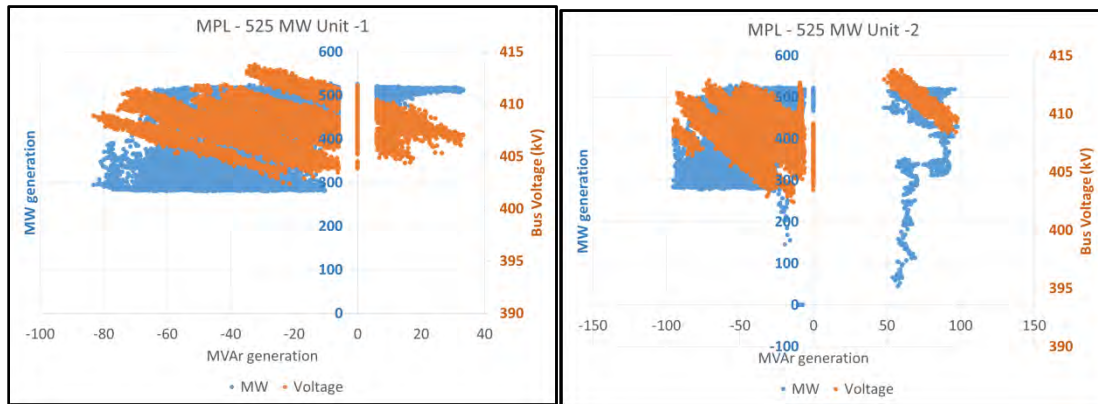 MPL - 525 MW Unit -1
600
500
400
300
200
100
0
MW generation
415
410
405
400
395
390
Bus Voltage (kV)
-100 -80 -60 -40 -20 0 20 40
MVAr generation
MW Voltage
MPL - 525 MW Unit -2
600
500
400
300
200
100
0
-100
MW generation
415
410
405
400
395
390
Bus Voltage (kV)
-150 -100 -50 0 50 100 150
MVAr generation
MW Voltage